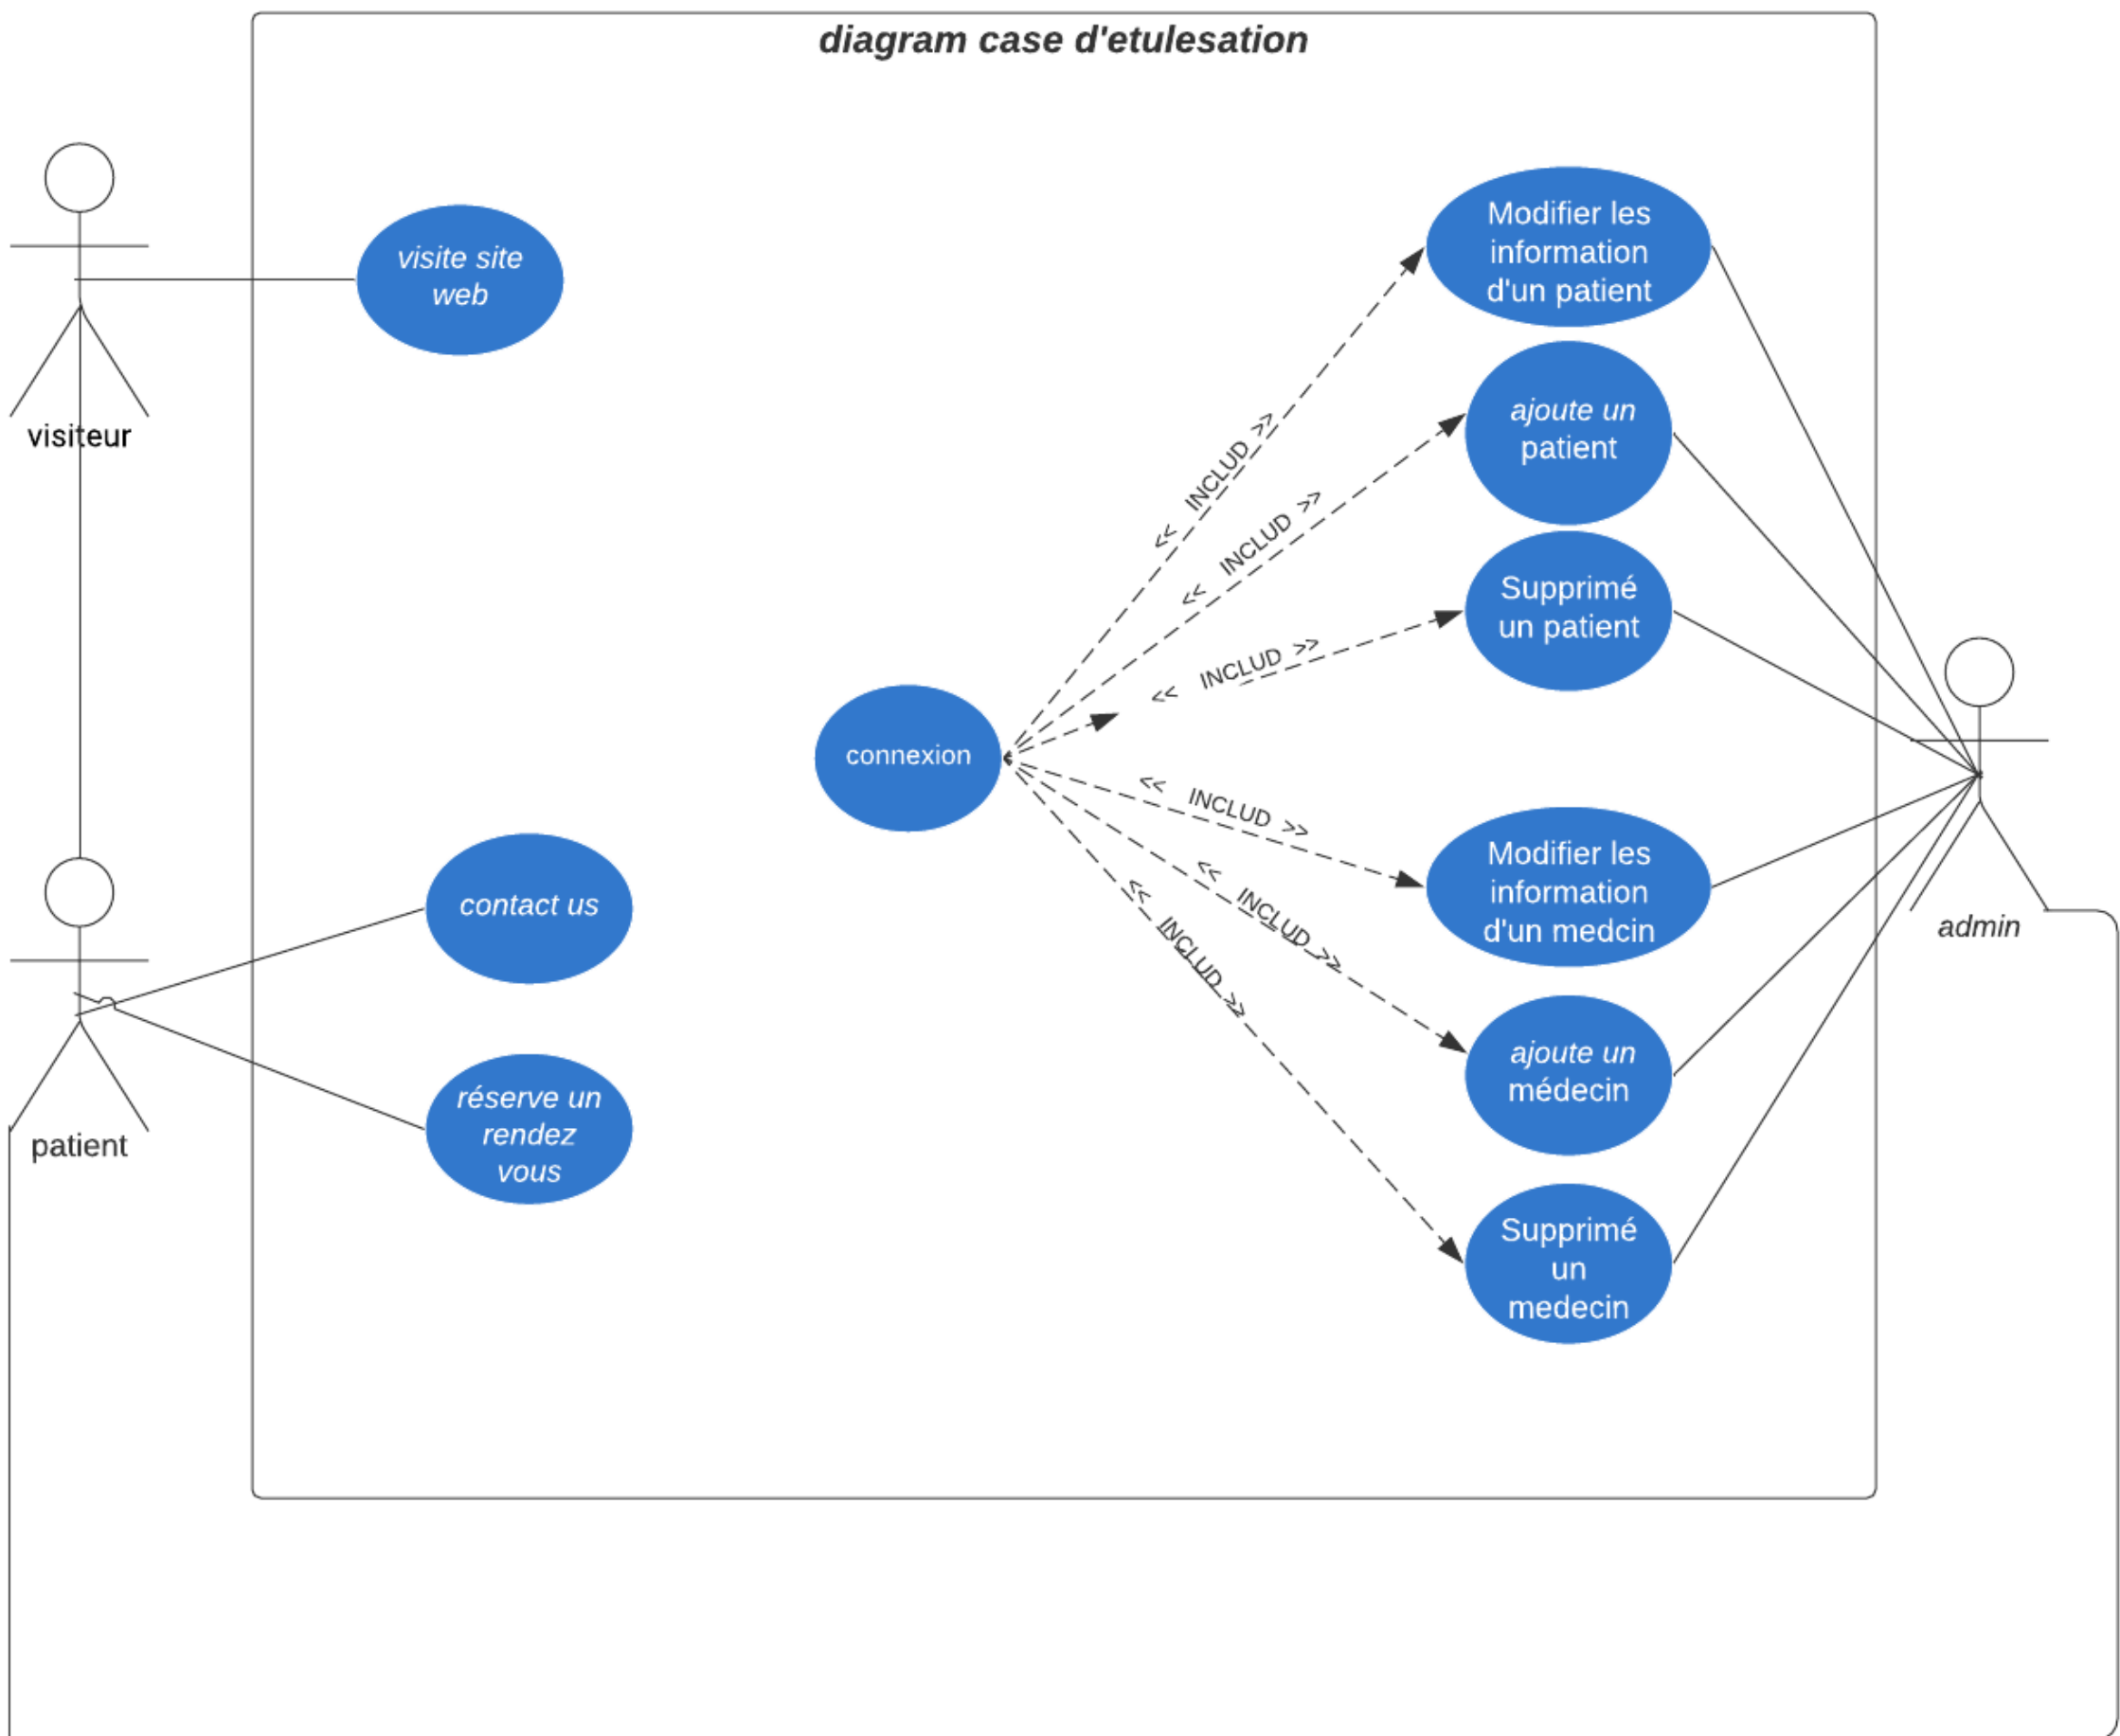 diagram case d'etulesation
visite site
web
visiteur
Modifier les
information
d'un patient
ajoute un
patient
Supprimé
un patient
<< INCLUD >>
<< INCLUD >>
<< INCLUD >>
connexion
<< INCLUD >>
<< INCLUD >>
<< INCLUD >>
contact us
Modifier les
information
d'un medcin
admin
ajoute un
médecin
patient
réserve un
rendez
vous
Supprimé
un
medecin